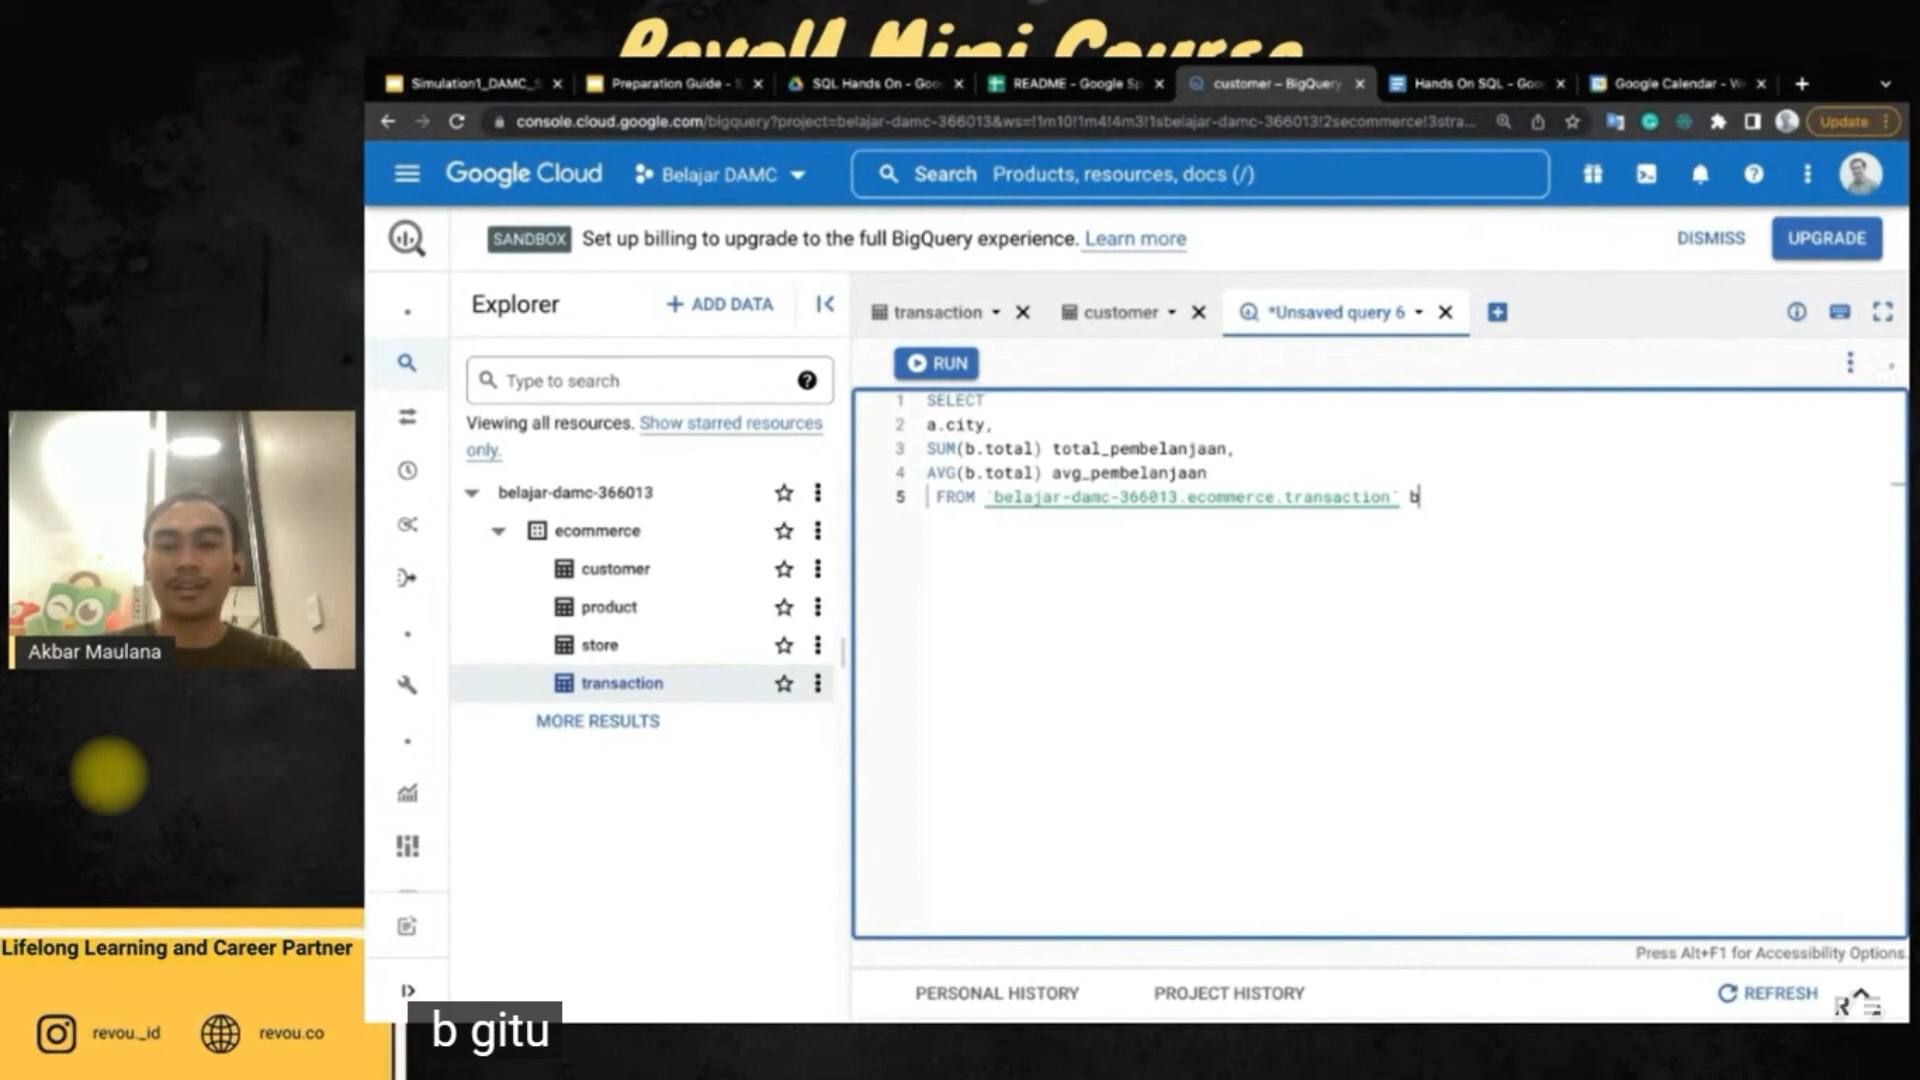 RevoU Mini Course
Simulation1_DAMC_S
Preparation Guide - S
SQL Hands On - Goo
README - Google Sp
customer – BigQuery
Hands On SQL - Goo
Google Calendar - We
console.cloud.google.com/bigquery?project=belajar-damc-366013&ws=!1m10!1m4!4m3!1sbelajar-damc-366013!2secommerce!3stra...
Update
Google Cloud
Belajar DAMC
Search Products, resources, docs (/)
SANDBOX Set up billing to upgrade to the full BigQuery experience. Learn more
DISMISS
UPGRADE
Explorer
+ ADD DATA
transaction
customer
*Unsaved query 6
RUN
Type to search
Viewing all resources. Show starred resources
only.
belajar-damc-366013
ecommerce
customer
product
store
transaction
MORE RESULTS
1 SELECT
2 a.city,
3 SUM(b.total) total_pembelanjaan,
4 AVG(b.total) avg_pembelanjaan
5 FROM `belajar-damc-366013.ecommerce.transaction` b
Press Alt+F1 for Accessibility Options.
PERSONAL HISTORY
PROJECT HISTORY
REFRESH
Akbar Maulana
Lifelong Learning and Career Partner
revou_id
revou.co
b gitu